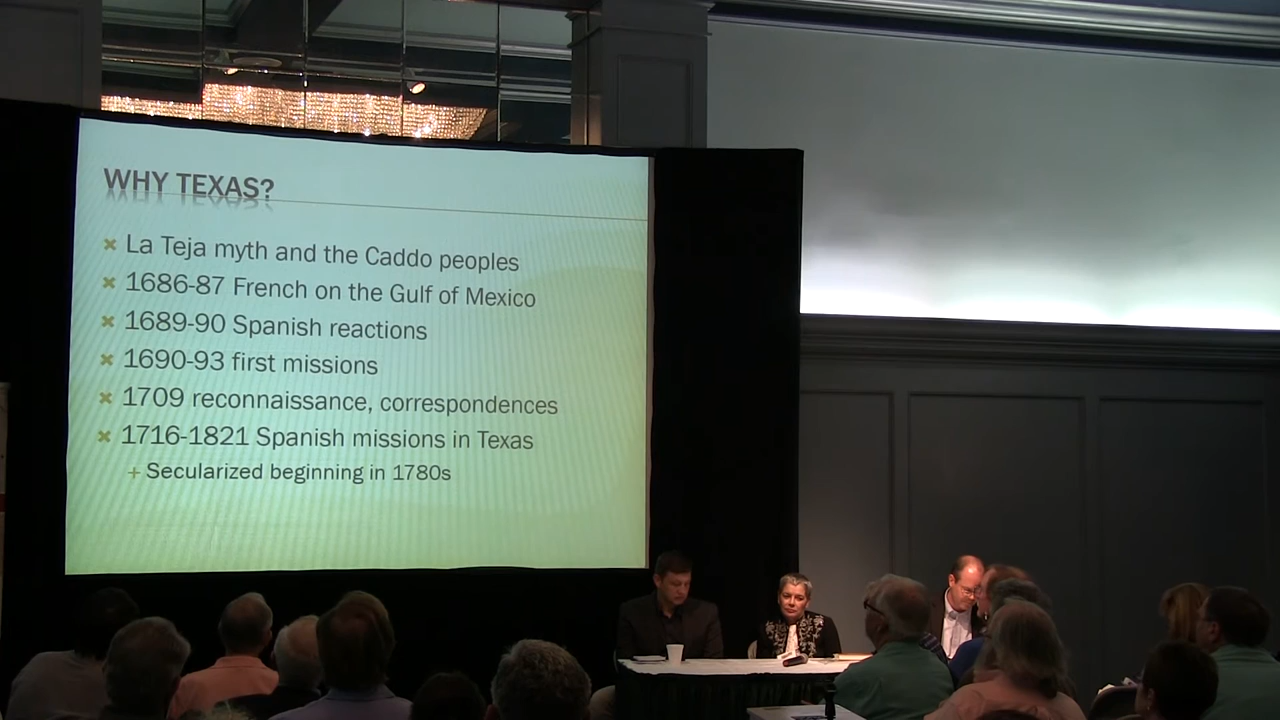 WHY TEXAS?
La Teja myth and the Caddo peoples
1686-87 French on the Gulf of Mexico
1689-90 Spanish reactions
1690-93 first missions
1709 reconnaissance, correspondences
1716-1821 Spanish missions in Texas
Secularized beginning in 1780s